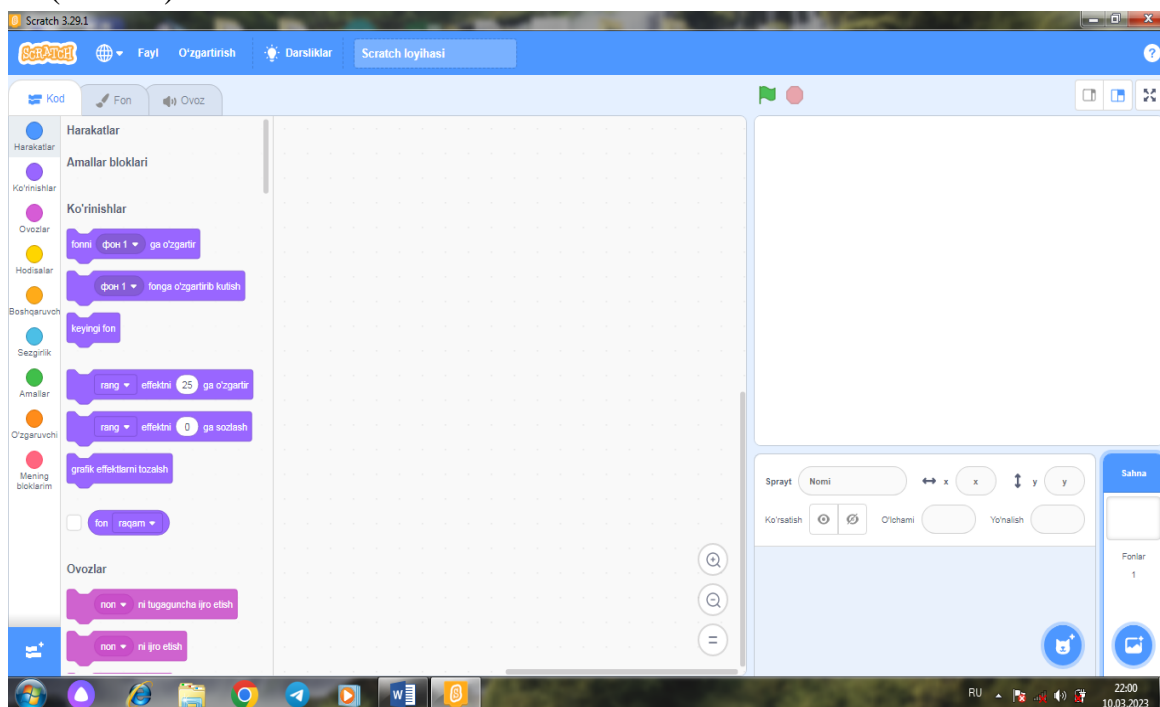 Scratch 3.29.1
SCRATCH Fayl O'zgartirish Darsliklar Scratch loyihasi ?
Kod Fon Ovoz
Harakatlar
Ko'rinishlar
Ovozlar
Hodisalar
Boshqaruvch
Sezgirlik
Amallar
O'zgaruvchi
Mening
bloklarim
Harakatlar
Amallar bloklari
Ko'rinishlar
fonni фон 1 ga o'zgartir
фон 1 fonga o'zgartirib kutish
keyingi fon
rang effektni 25 ga o'zgartir
rang effektni 0 ga sozlash
grafik effektlarni tozalsh
fon raqam
Ovozlar
поп ni tugaguncha ijro etish
поп ni ijro etish
Sprayt Nomi x x y y
Ko'rsatish O'lchami Yo'nalish
Sahna
Fonlar
1
RU 22:00
10.03.2023